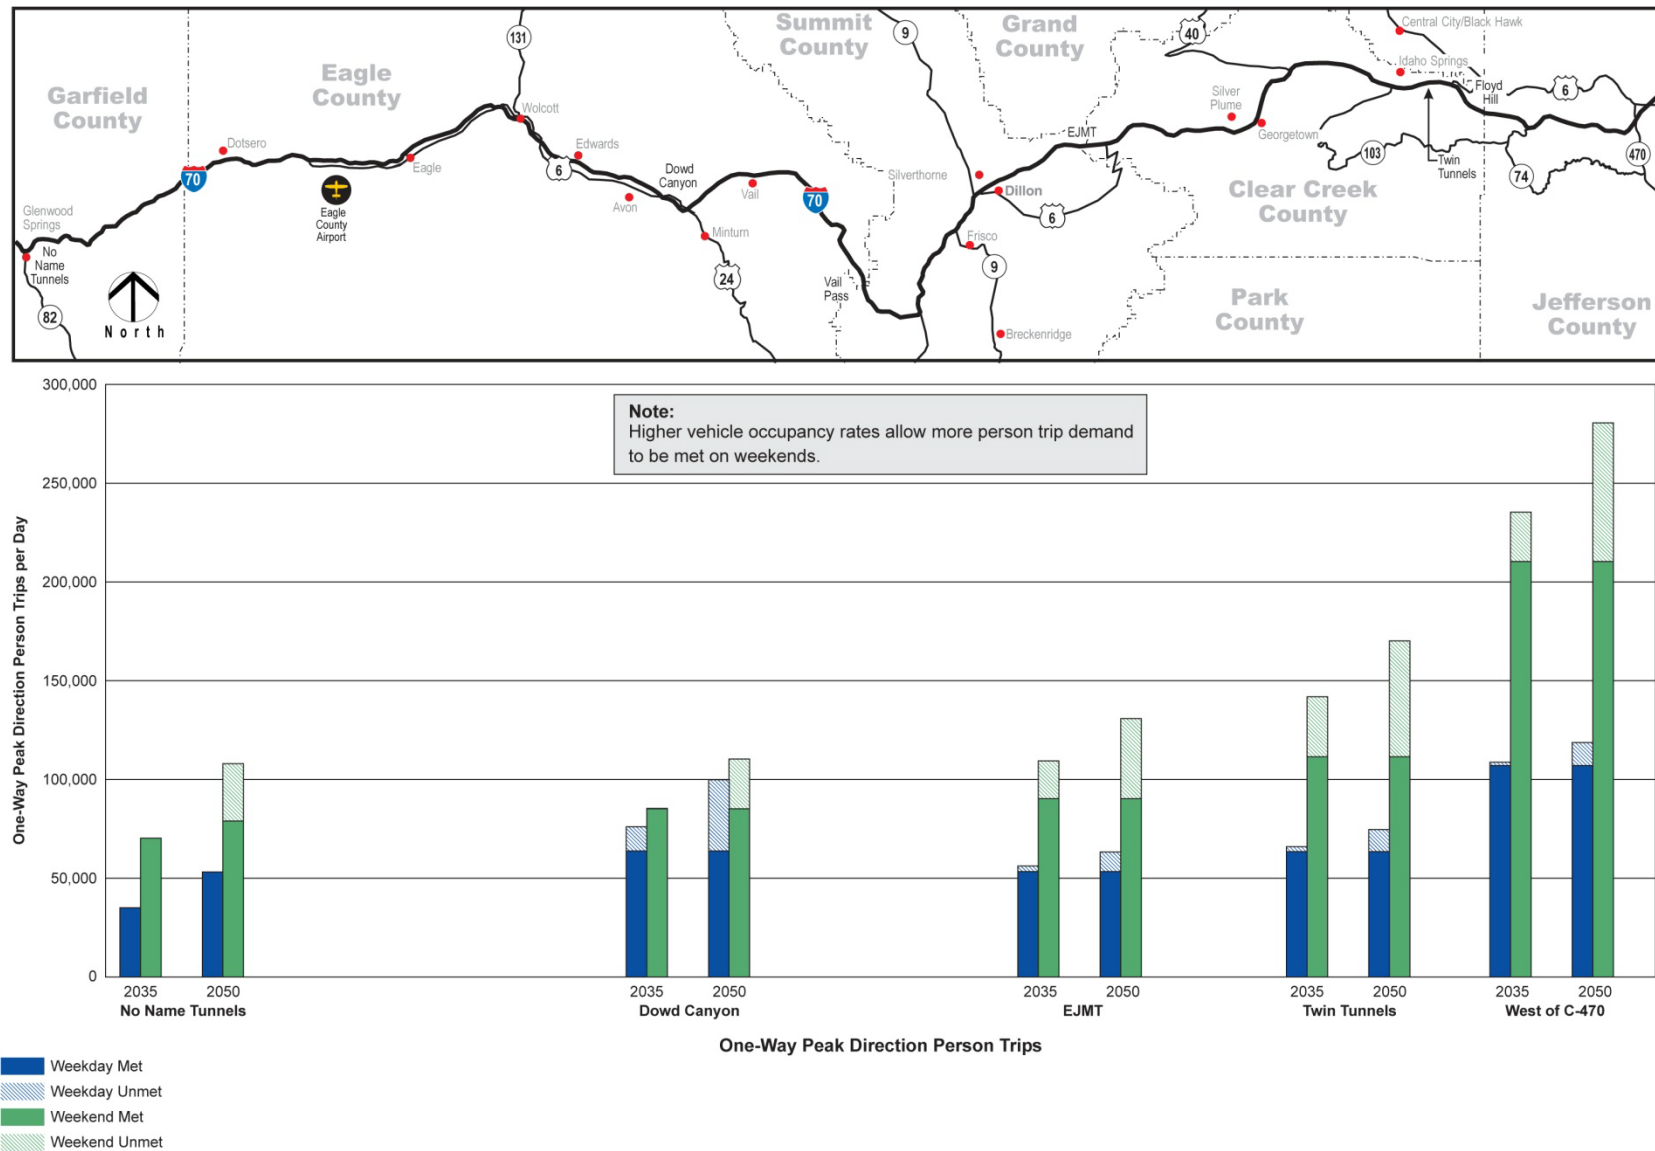 Summit
County
Grand
County
Eagle
County
Garfield
County
131
9
40
Central City/Black Hawk
Idaho Springs
Floyd
Hill
6
Silver
Plume
Georgetown
EJMT
103
Twin
Tunnels
470
74
Wolcott
Dotsero
70
Eagle
Eagle
County
Airport
Edwards
6
Avon
Dowd
Canyon
Vail
70
Silverthorne
Dillon
6
Clear Creek
County
Glenwood
Springs
No
Name
Tunnels
82
North
Minturn
24
Vail
Pass
Frisco
9
Breckenridge
Park
County
Jefferson
County
Note:
Higher vehicle occupancy rates allow more person trip demand
to be met on weekends.
One-Way Peak Direction Person Trips per Day
300,000
250,000
200,000
150,000
100,000
50,000
0
2035 2050
No Name Tunnels
2035 2050
Dowd Canyon
2035 2050
EJMT
2035 2050
Twin Tunnels
2035 2050
West of C-470
One-Way Peak Direction Person Trips
Weekday Met
Weekday Unmet
Weekend Met
Weekend Unmet